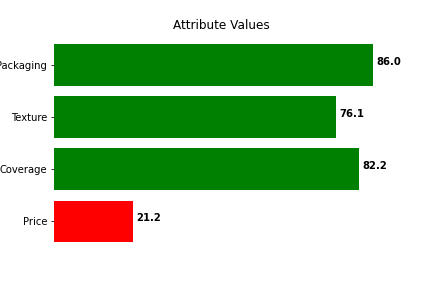 Attribute Values
Packaging 86.0
Texture 76.1
Coverage 82.2
Price 21.2